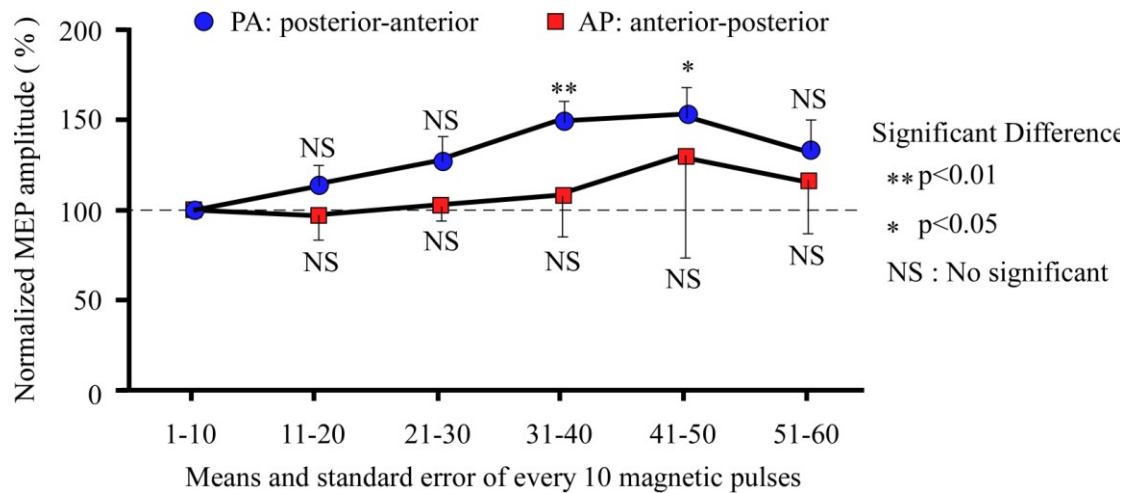 PA: posterior-anterior
AP: anterior-posterior
Normalized MEP amplitude ( % )
200
150
100
50
0
NS
NS
**
*
NS
NS
NS
NS
NS
NS
1-10
11-20
21-30
31-40
41-50
51-60
Means and standard error of every 10 magnetic pulses
Significant Difference
** p<0.01
* p<0.05
NS : No significant